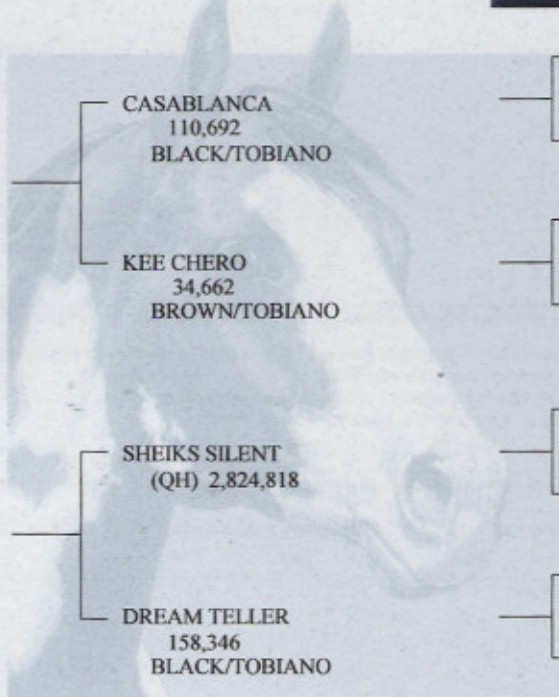 CASABLANCA
110,692
BLACK/TOBIANO
KEE CHERO
34,662
BROWN/TOBIANO
SHEIKS SILENT
(QH) 2,824,818
DREAM TELLER
158,346
BLACK/TOBIANO